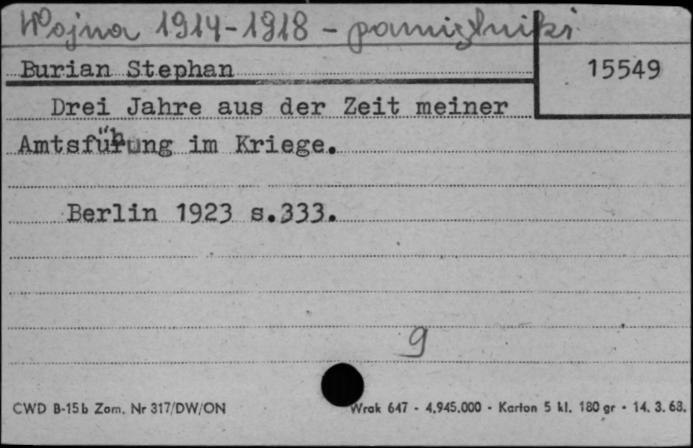 Wojna 1914-1918 - pamiętniki
Burian Stephan
15549
Drei Jahre aus der Zeit meiner
Amtsführung im Kriege.
Berlin 1923 s.333.
9
CWD B-15b Zam. Nr 317/DW/ON
Wrak 647 - 4.945.000 - Karton 5 kl. 180 gr - 14. 3. 68.